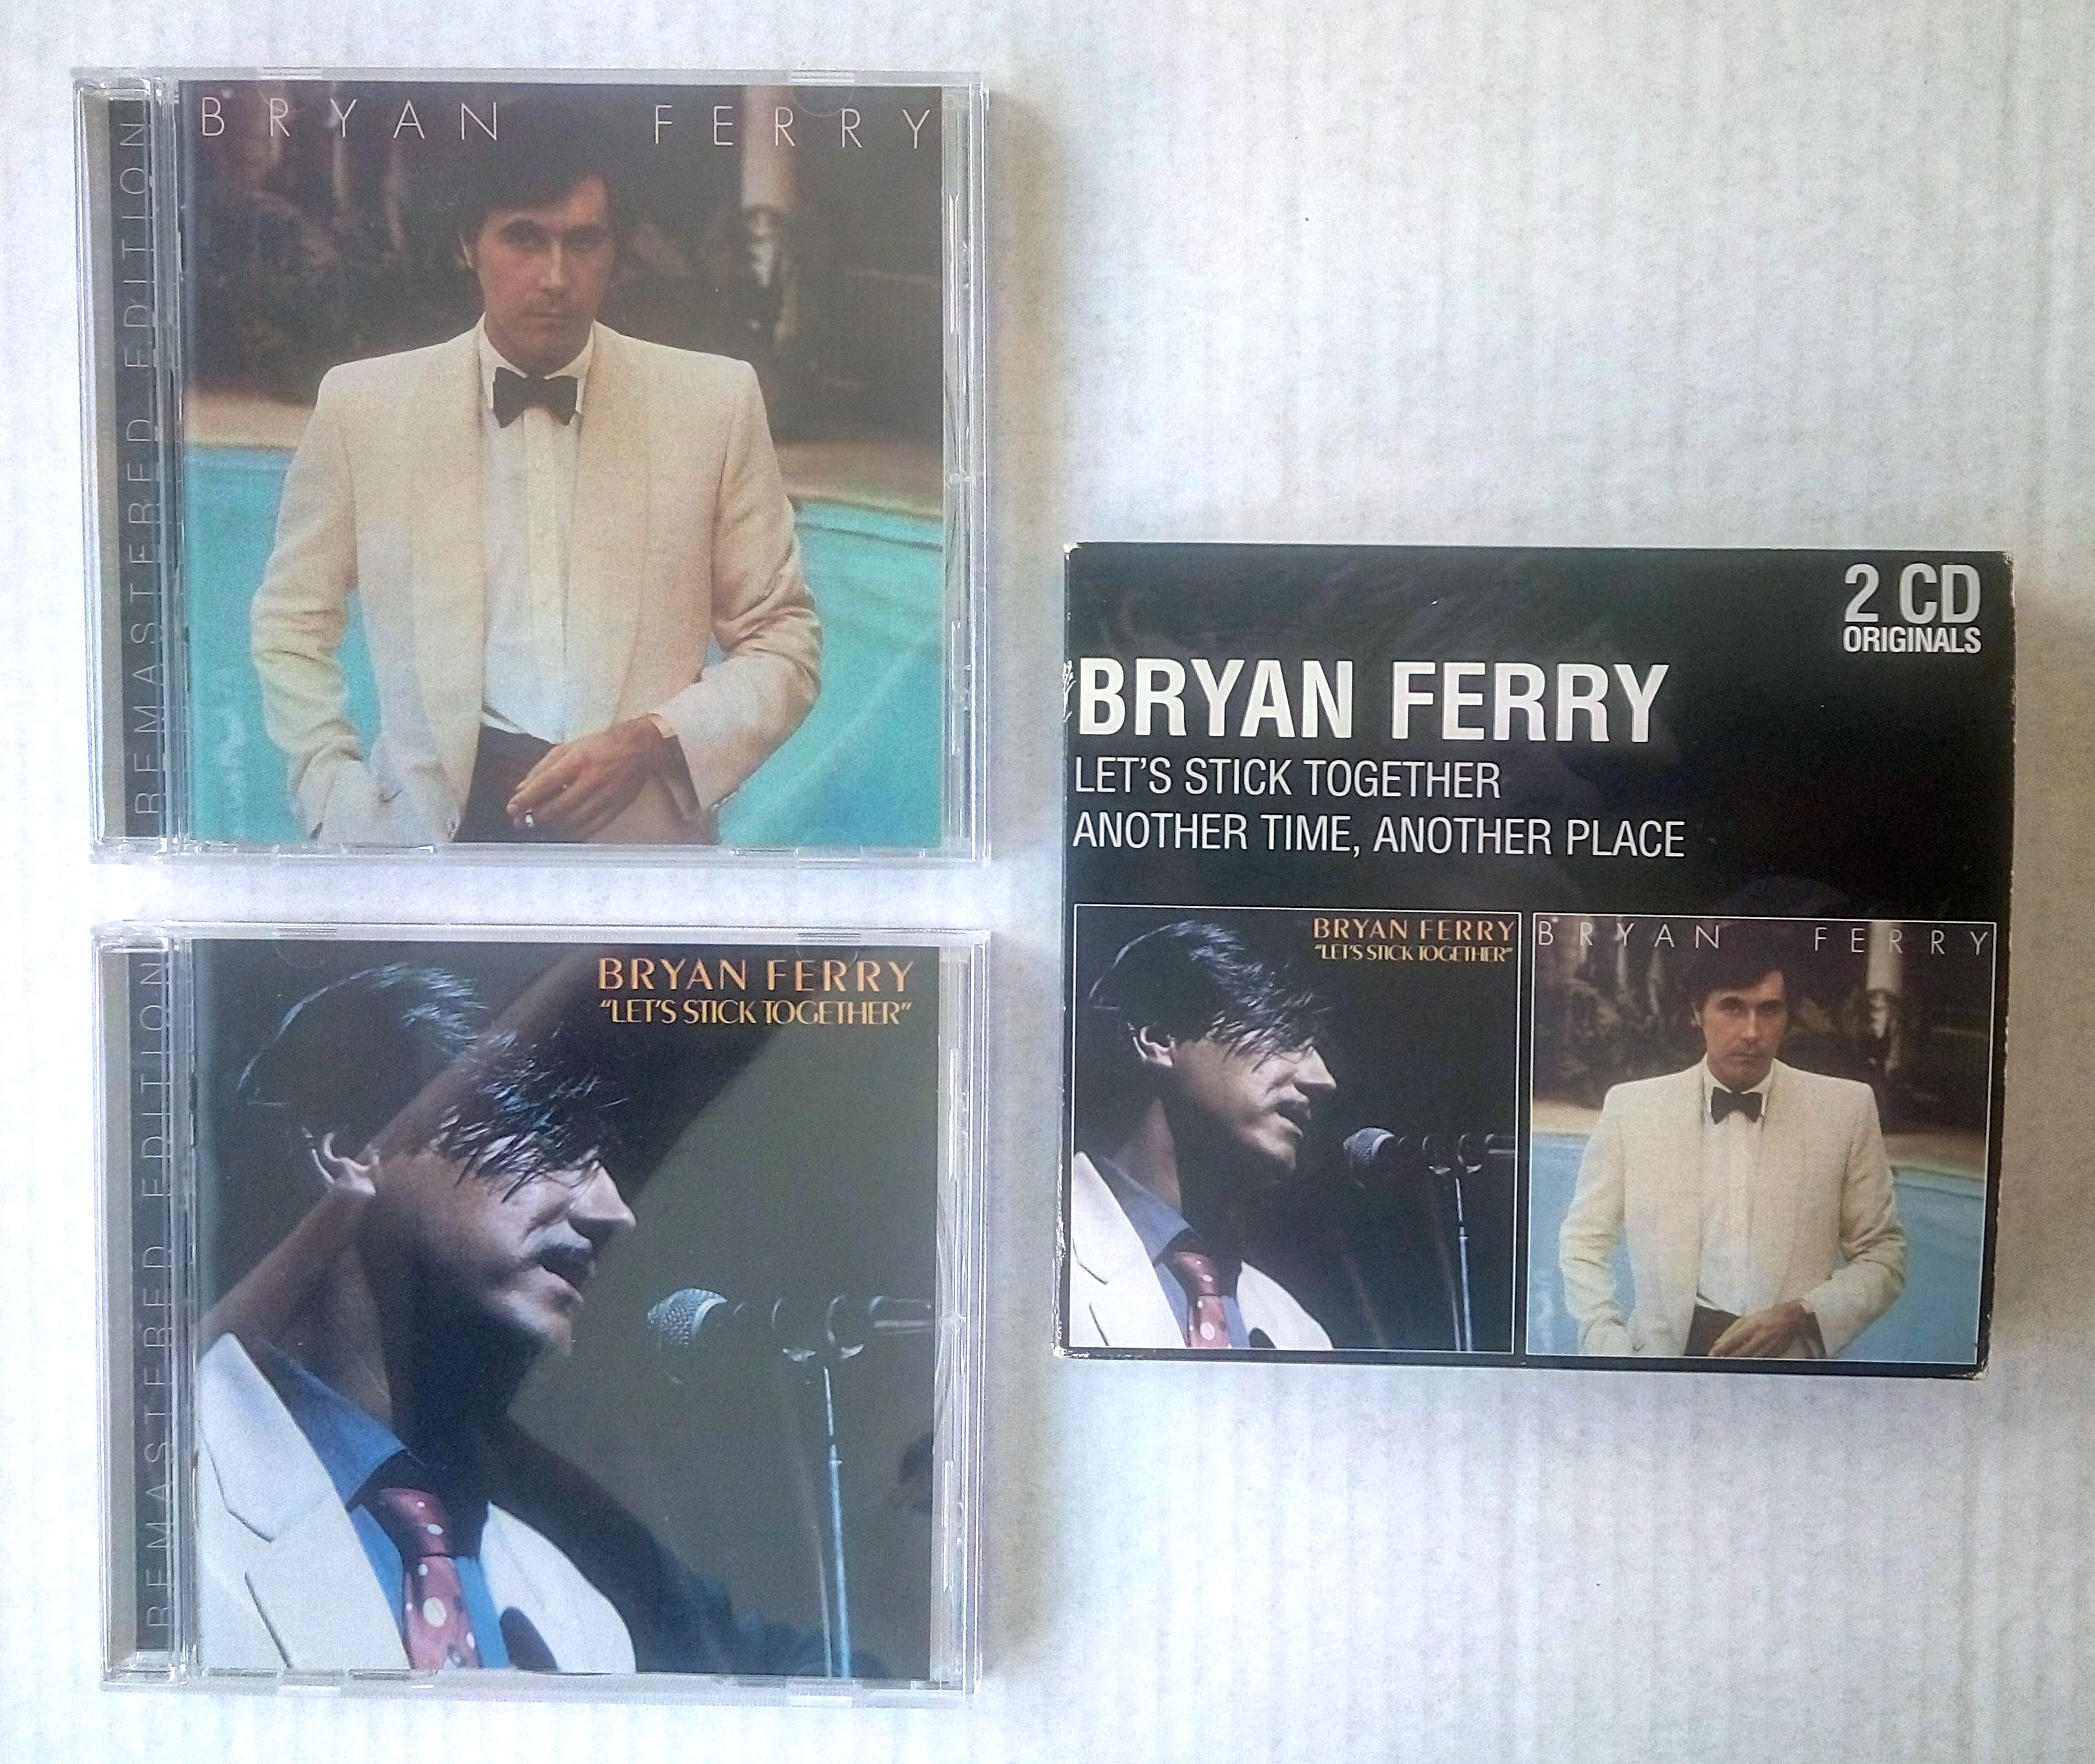 BRYAN FERRY
REMASTERED EDITION
BRYAN FERRY
"LET'S STICK TOGETHER"
REMASTERED EDITION
2 CD
ORIGINALS
BRYAN FERRY
LET'S STICK TOGETHER
ANOTHER TIME, ANOTHER PLACE
BRYAN FERRY
"LET'S STICK TOGETHER"
BRYAN FERRY